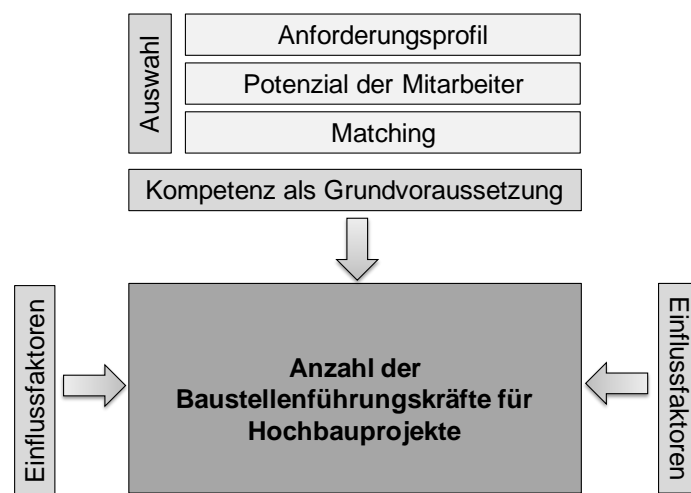 Auswahl
Anforderungsprofil
Potenzial der Mitarbeiter
Matching
Kompetenz als Grundvoraussetzung
Einflussfaktoren
Anzahl der
Baustellenführungskräfte für
Hochbauprojekte
Einflussfaktoren